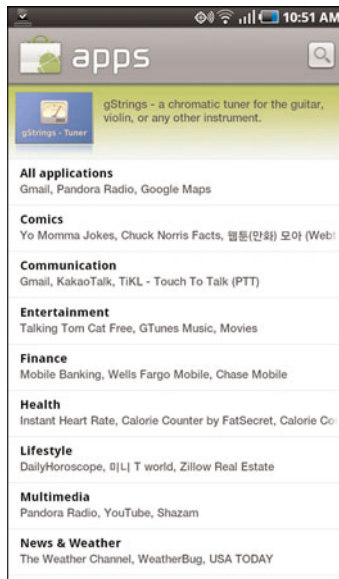 10:51 AM
apps
gStrings - a chromatic tuner for the guitar,
violin, or any other instrument.
gStrings - Tuner
All applications
Gmail, Pandora Radio, Google Maps
Comics
Yo Momma Jokes, Chuck Norris Facts, 웹툰(만화) 모아 (Webt
Communication
Gmail, KakaoTalk, TiKL - Touch To Talk (PTT)
Entertainment
Talking Tom Cat Free, GTunes Music, Movies
Finance
Mobile Banking, Wells Fargo Mobile, Chase Mobile
Health
Instant Heart Rate, Calorie Counter by FatSecret, Calorie Co
Lifestyle
DailyHoroscope, 미니 T world, Zillow Real Estate
Multimedia
Pandora Radio, YouTube, Shazam
News & Weather
The Weather Channel, WeatherBug, USA TODAY